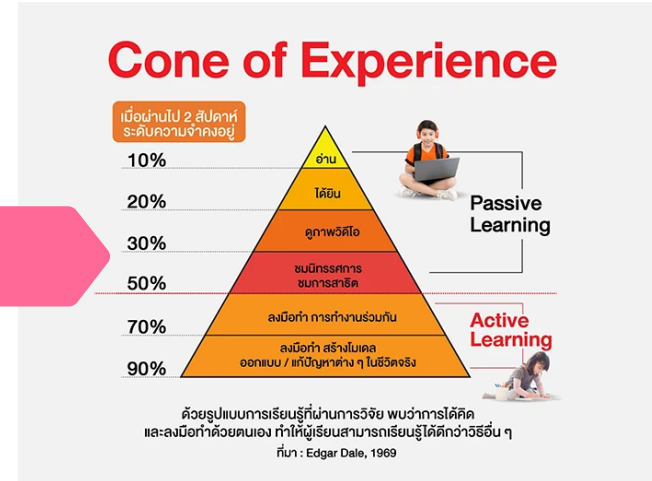 Cone of Experience
เมื่อผ่านไป 2 สัปดาห์
ระดับความจำคงอยู่
10%
อ่าน
20%
ได้ยิน
Passive
Learning
30%
ดูภาพวิดีโอ
50%
ชมนิทรรศการ
ชมการสาธิต
70%
ลงมือทำ การทำงานร่วมกัน
Active
Learning
90%
ลงมือทำ สร้างโมเดล
ออกแบบ / แก้ปัญหาต่าง ๆ ในชีวิตจริง
ด้วยรูปแบบการเรียนรู้ที่ผ่านการวิจัย พบว่าการได้คิด
และลงมือทำด้วยตนเอง ทำให้ผู้เรียนสามารถเรียนรู้ได้ดีกว่าวิธีอื่น ๆ
ที่มา : Edgar Dale, 1969